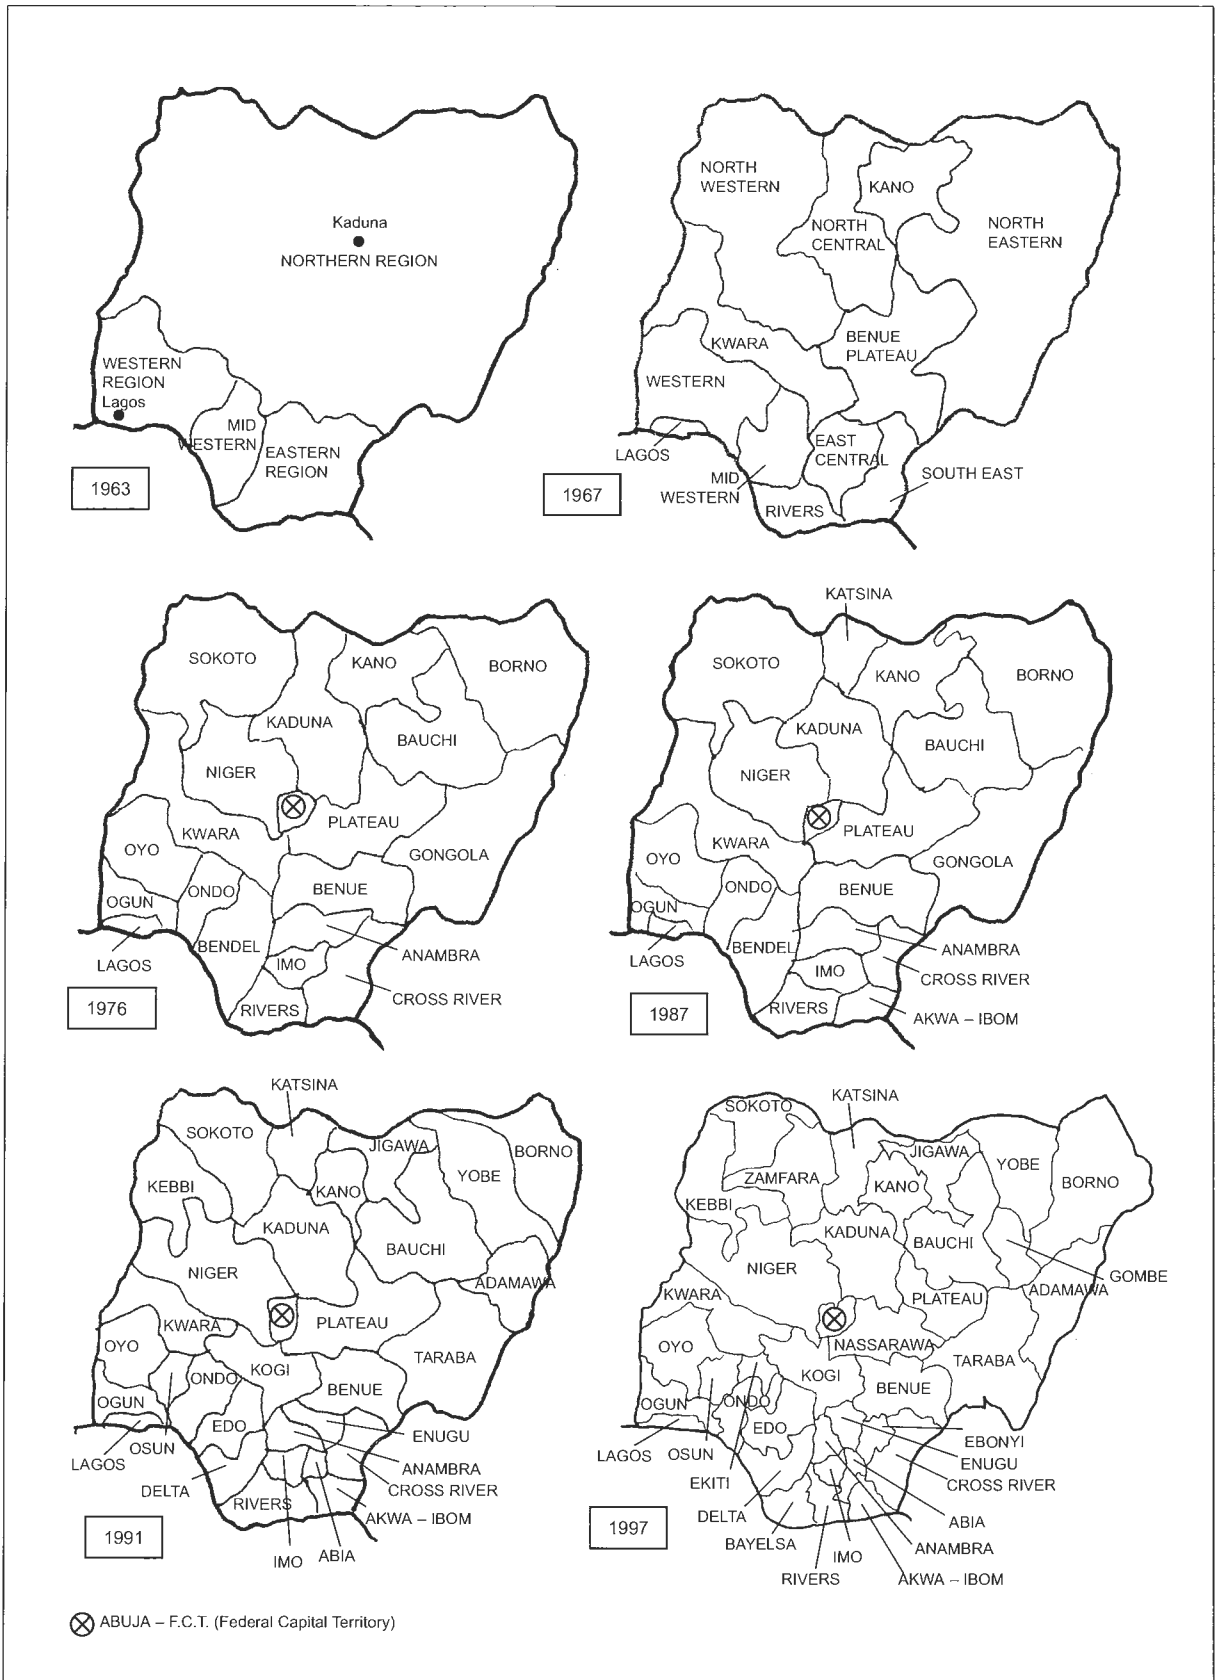 Kaduna
NORTHERN REGION
WESTERN
REGION
Lagos
MID
WESTERN
EASTERN
REGION
1963
NORTH
WESTERN
KANO
NORTH
CENTRAL
NORTH
EASTERN
KWARA
BENUE
PLATEAU
WESTERN
LAGOS
MID
WESTERN
EAST
CENTRAL
SOUTH EAST
RIVERS
1967
SOKOTO
KANO
BORNO
KADUNA
BAUCHI
NIGER
PLATEAU
KWARA
OYO
GONGOLA
ONDO
BENUE
OGUN
BENDEL
LAGOS
ANAMBRA
IMO
CROSS RIVER
RIVERS
1976
KATSINA
SOKOTO
KANO
BORNO
KADUNA
BAUCHI
NIGER
PLATEAU
KWARA
OYO
GONGOLA
ONDO
BENUE
OGUN
BENDEL
LAGOS
ANAMBRA
IMO
CROSS RIVER
RIVERS
AKWA – IBOM
1987
KATSINA
SOKOTO
JIGAWA
BORNO
YOBE
KEBBI
KANO
KADUNA
BAUCHI
NIGER
ADAMAWA
KWARA
PLATEAU
OYO
TARABA
KOGI
ONDO
BENUE
OGUN
EDO
ENUGU
OSUN
LAGOS
ANAMBRA
DELTA
CROSS RIVER
RIVERS
AKWA – IBOM
IMO
ABIA
1991
KATSINA
SOKOTO
JIGAWA
YOBE
ZAMFARA
KANO
BORNO
KEBBI
KADUNA
BAUCHI
NIGER
GOMBE
ADAMAWA
KWARA
PLATEAU
NASSARAWA
OYO
TARABA
KOGI
BENUE
OGUN
ONDO
EDO
EBONYI
LAGOS
OSUN
ENUGU
EKITI
CROSS RIVER
DELTA
ABIA
BAYELSA
ANAMBRA
IMO
RIVERS
AKWA – IBOM
1997
ABUJA – F.C.T. (Federal Capital Territory)